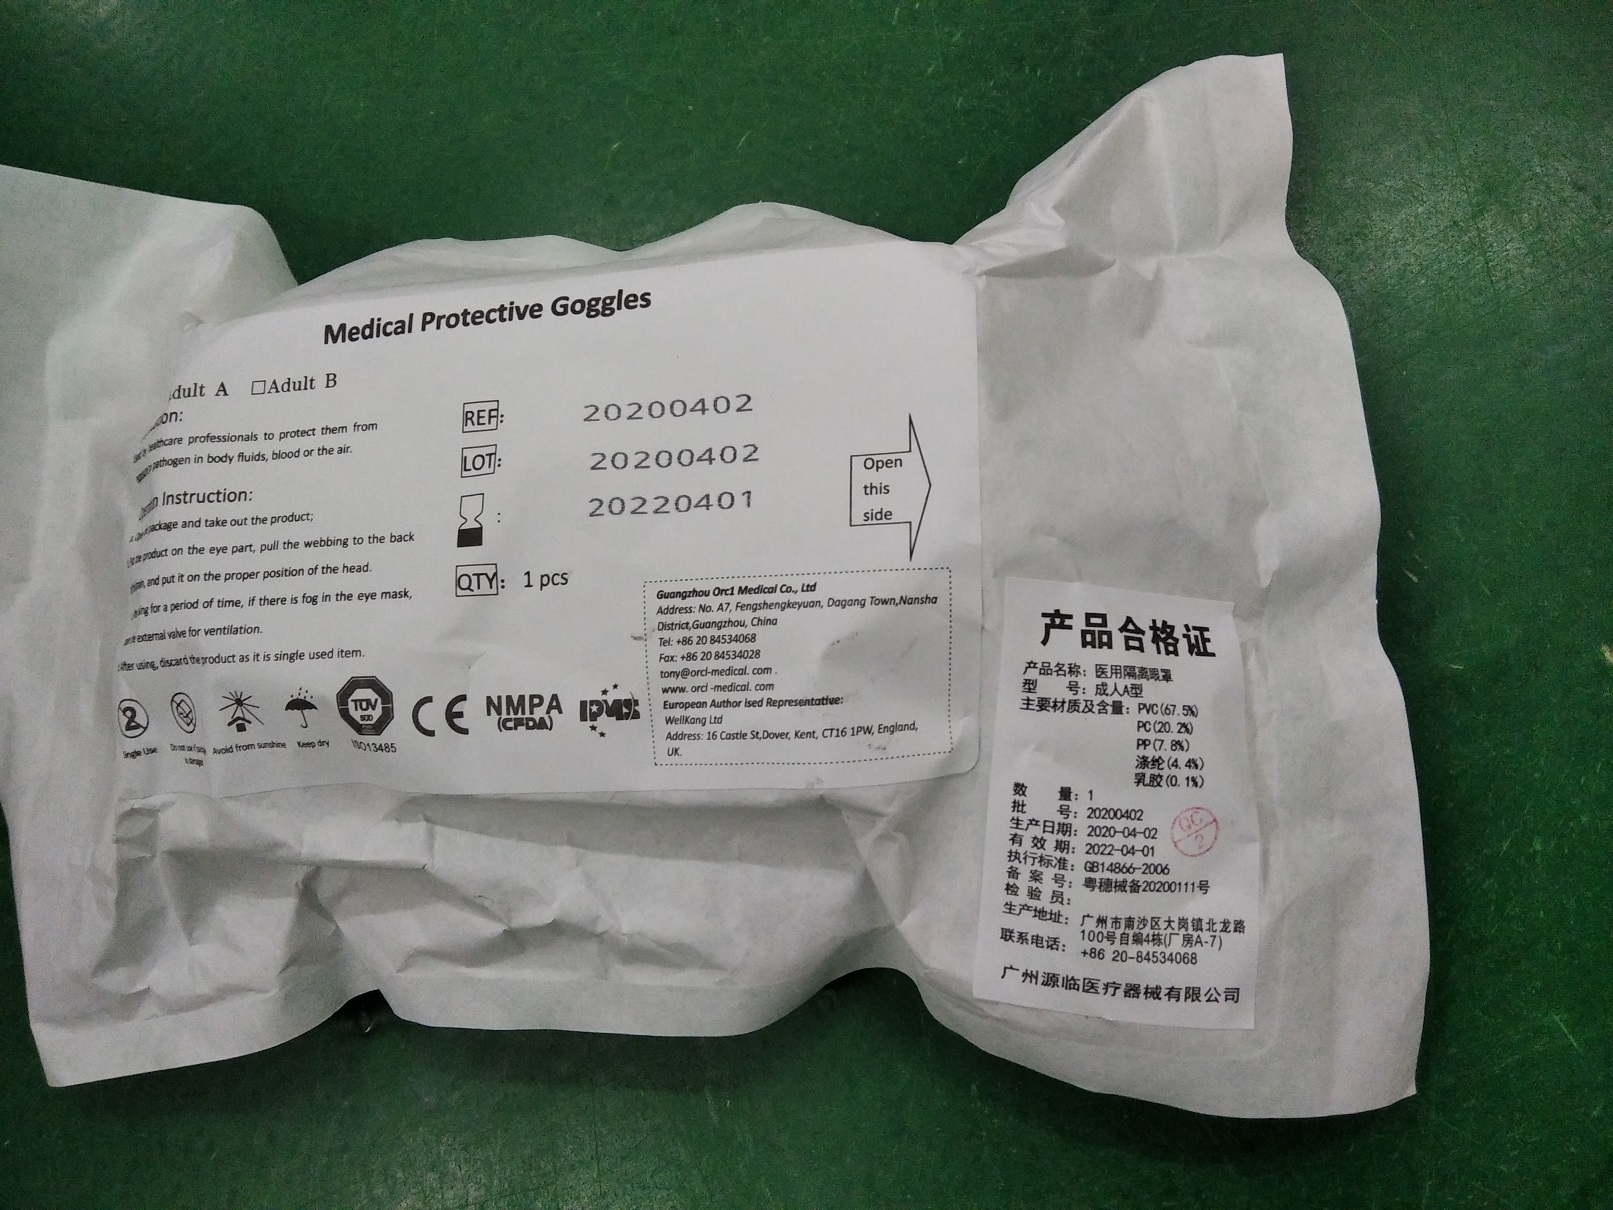 Medical Protective Goggles
dult A □Adult B
on:
healthcare professionals to protect them from
pathogen in body fluids, blood or the air.
Instruction:
package and take out the product;
the product on the eye part, pull the webbing to the back
and put it on the proper position of the head.
for a period of time, if there is fog in the eye mask,
external valve for ventilation.
After using, discard the product as it is single used item.
REF: 20200402
LOT: 20200402
: 20220401
QTY: 1 pcs
Open
this
side
2
Single Use
Avoid from sunshine
Keep dry
TUV
ISO13485
CE
NMPA
(CFDA)
Guangzhou Orc1 Medical Co., Ltd
Address: No. A7, Fengshengkeyuan, Dagang Town,Nansha
District,Guangzhou, China
Tel: +86 20 84534068
Fax: +86 20 84534028
tony@orcl-medical. com .
www. orcl -medical. com
European Author ised Representative:
WellKang Ltd
Address: 16 Castle St,Dover, Kent, CT16 1PW, England,
UK.
产品合格证
产品名称: 医用隔离眼罩
型 号: 成人A型
主要材质及含量: PVC(67.5%)
PC(20.2%)
PP(7.8%)
涤纶(4.4%)
乳胶(0.1%)
数 量: 1
批 号: 20200402
生产日期: 2020-04-02
有 效 期: 2022-04-01
执行标准: GB14866-2006
备 案 号: 粤穗械备20200111号
检 验 员:
QC
2
生产地址: 广州市南沙区大岗镇北龙路
100号自编4栋(厂房A-7)
联系电话: +86 20-84534068
广州源临医疗器械有限公司